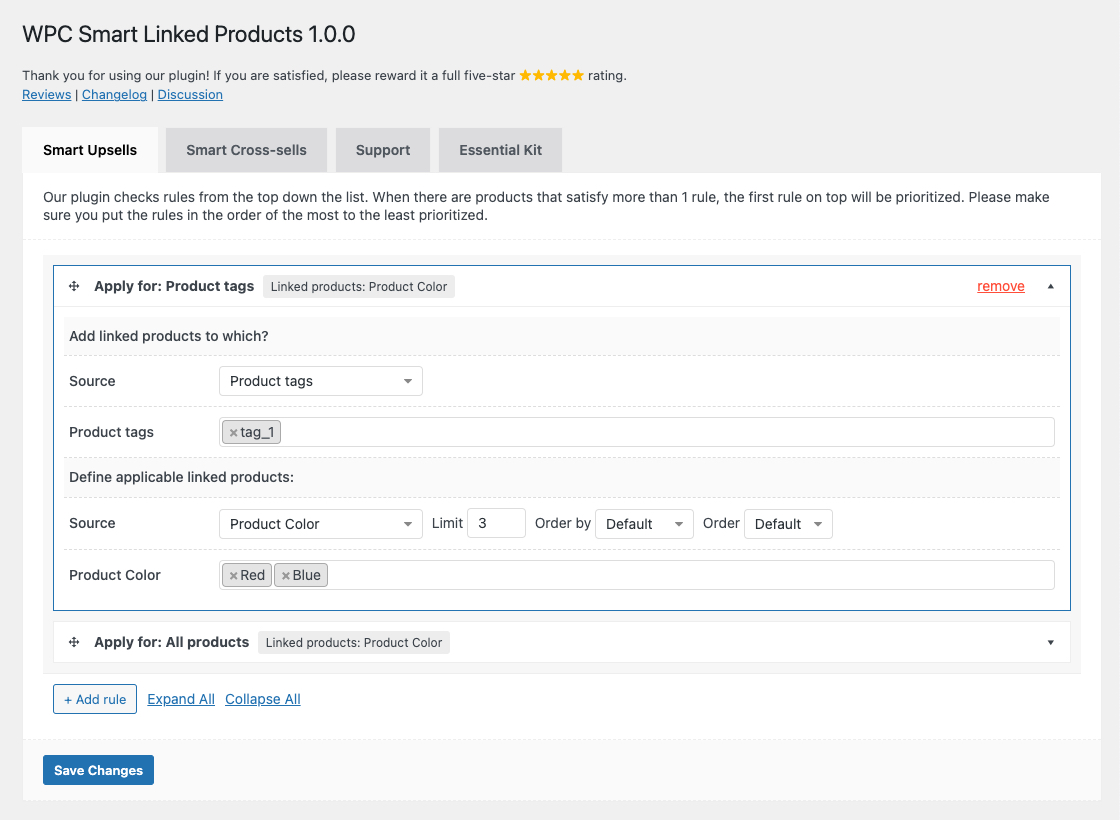 WPC Smart Linked Products 1.0.0
Thank you for using our plugin! If you are satisfied, please reward it a full five-star ★★★★★ rating.
Reviews | Changelog | Discussion
Smart Upsells Smart Cross-sells Support Essential Kit
Our plugin checks rules from the top down the list. When there are products that satisfy more than 1 rule, the first rule on top will be prioritized. Please make
sure you put the rules in the order of the most to the least prioritized.
Apply for: Product tags Linked products: Product Color remove
Add linked products to which?
Source Product tags
Product tags ×tag_1
Define applicable linked products:
Source Product Color Limit 3 Order by Default Order Default
Product Color ×Red ×Blue
Apply for: All products Linked products: Product Color
+ Add rule Expand All Collapse All
Save Changes